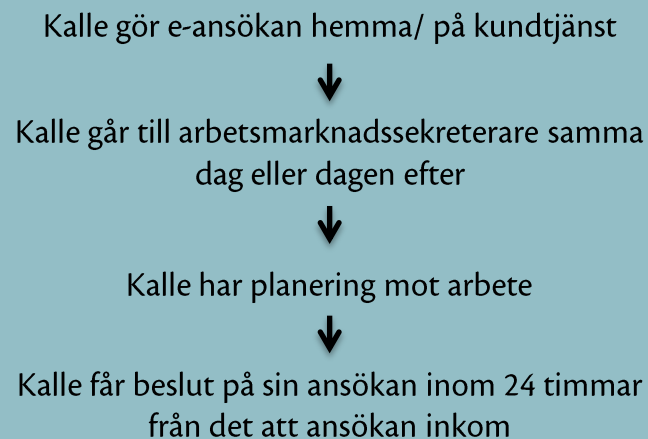 Kalle gör e-ansökan hemma/ på kundtjänst
Kalle går till arbetsmarknadssekreterare samma
dag eller dagen efter
Kalle har planering mot arbete
Kalle får beslut på sin ansökan inom 24 timmar
från det att ansökan inkom